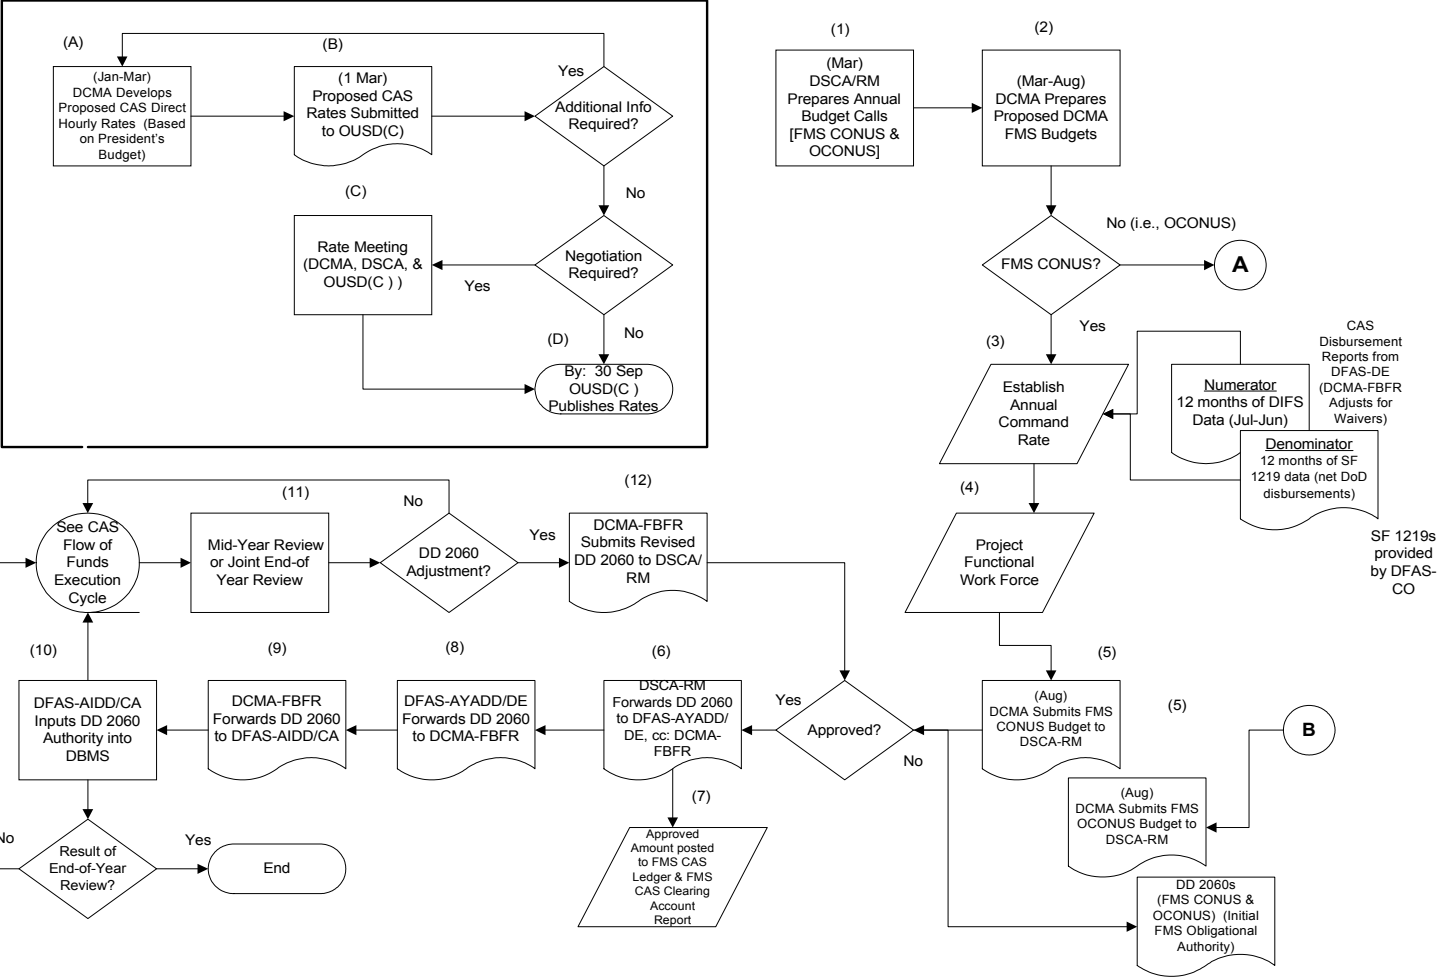 (A)
(Jan-Mar)
DCMA Develops
Proposed CAS Direct
Hourly Rates (Based
on President's
Budget)
(B)
(1 Mar)
Proposed CAS
Rates Submitted
to OUSD(C)
Yes
Additional Info
Required?
No
(C)
Rate Meeting
(DCMA, DSCA, &
OUSD(C ) )
Yes
Negotiation
Required?
No
(D)
By: 30 Sep
OUSD(C )
Publishes Rates
(1)
(Mar)
DSCA/RM
Prepares Annual
Budget Calls
[FMS CONUS &
OCONUS]
(2)
(Mar-Aug)
DCMA Prepares
Proposed DCMA
FMS Budgets
No (i.e., OCONUS)
FMS CONUS?
A
Yes
(3)
Establish
Annual
Command
Rate
Numerator
12 months of DIFS
Data (Jul-Jun)
CAS
Disbursement
Reports from
DFAS-DE
(DCMA-FBFR
Adjusts for
Waivers)
Denominator
12 months of SF
1219 data (net DoD
disbursements)
SF 1219s
provided
by DFAS-
CO
(4)
Project
Functional
Work Force
See CAS
Flow of
Funds
Execution
Cycle
(11)
Mid-Year Review
or Joint End-of
Year Review
No
DD 2060
Adjustment?
Yes
(12)
DCMA-FBFR
Submits Revised
DD 2060 to DSCA/
RM
(10)
DFAS-AIDD/CA
Inputs DD 2060
Authority into
DBMS
(9)
DCMA-FBFR
Forwards DD 2060
to DFAS-AIDD/CA
(8)
DFAS-AYADD/DE
Forwards DD 2060
to DCMA-FBFR
(6)
DSCA-RM
Forwards DD 2060
to DFAS-AYADD/
DE, cc: DCMA-
FBFR
Yes
Approved?
No
(5)
(Aug)
DCMA Submits FMS
CONUS Budget to
DSCA-RM
(5)
B
(Aug)
DCMA Submits FMS
OCONUS Budget to
DSCA-RM
(7)
Approved
Amount posted
to FMS CAS
Ledger & FMS
CAS Clearing
Account
Report
No
Result of
End-of-Year
Review?
Yes
End
DD 2060s
(FMS CONUS &
OCONUS) (Initial
FMS Obligational
Authority)